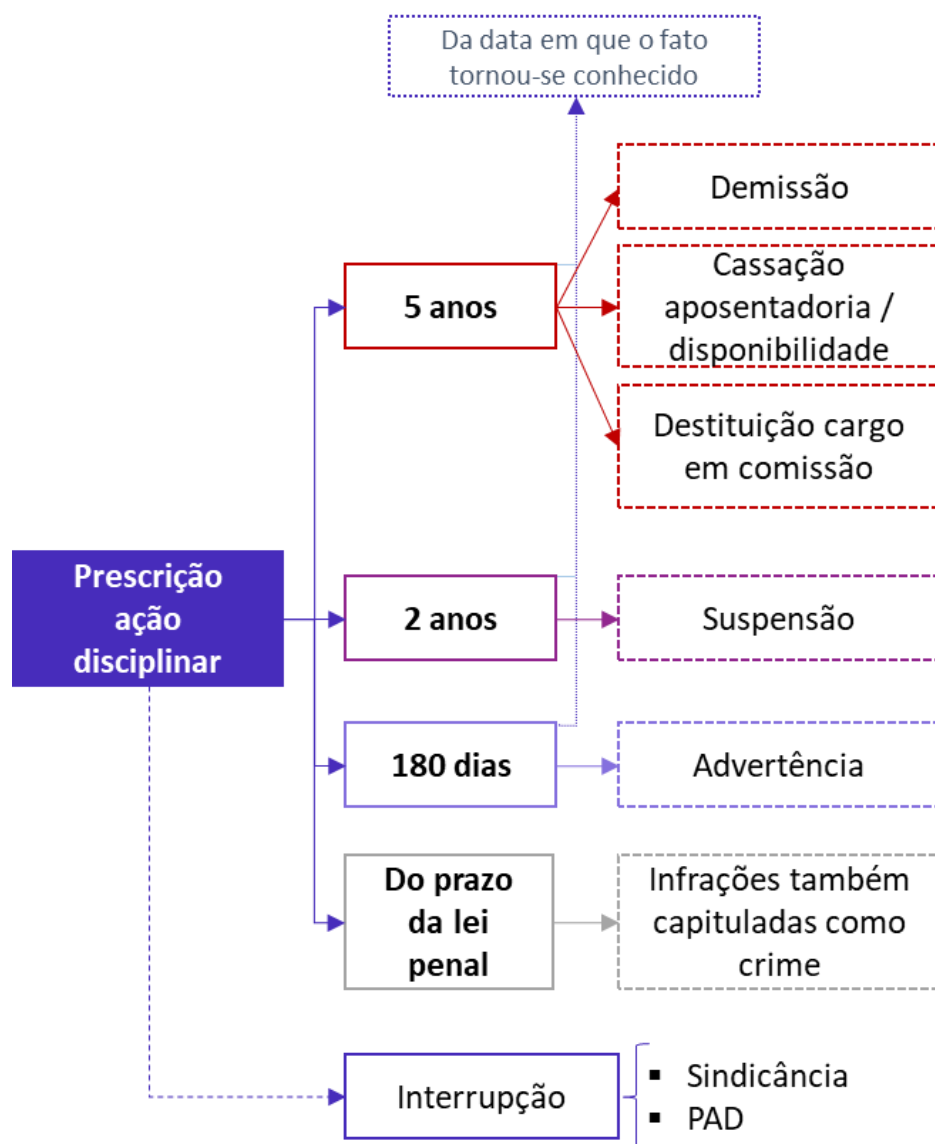 Da data em que o fato
tornou-se conhecido
Demissão
Cassação
aposentadoria /
disponibilidade
5 anos
Destituição cargo
em comissão
Prescrição
ação
disciplinar
2 anos
Suspensão
180 dias
Advertência
Do prazo
da lei
penal
Infrações também
capituladas como
crime
Interrupção
▪ Sindicância
▪ PAD